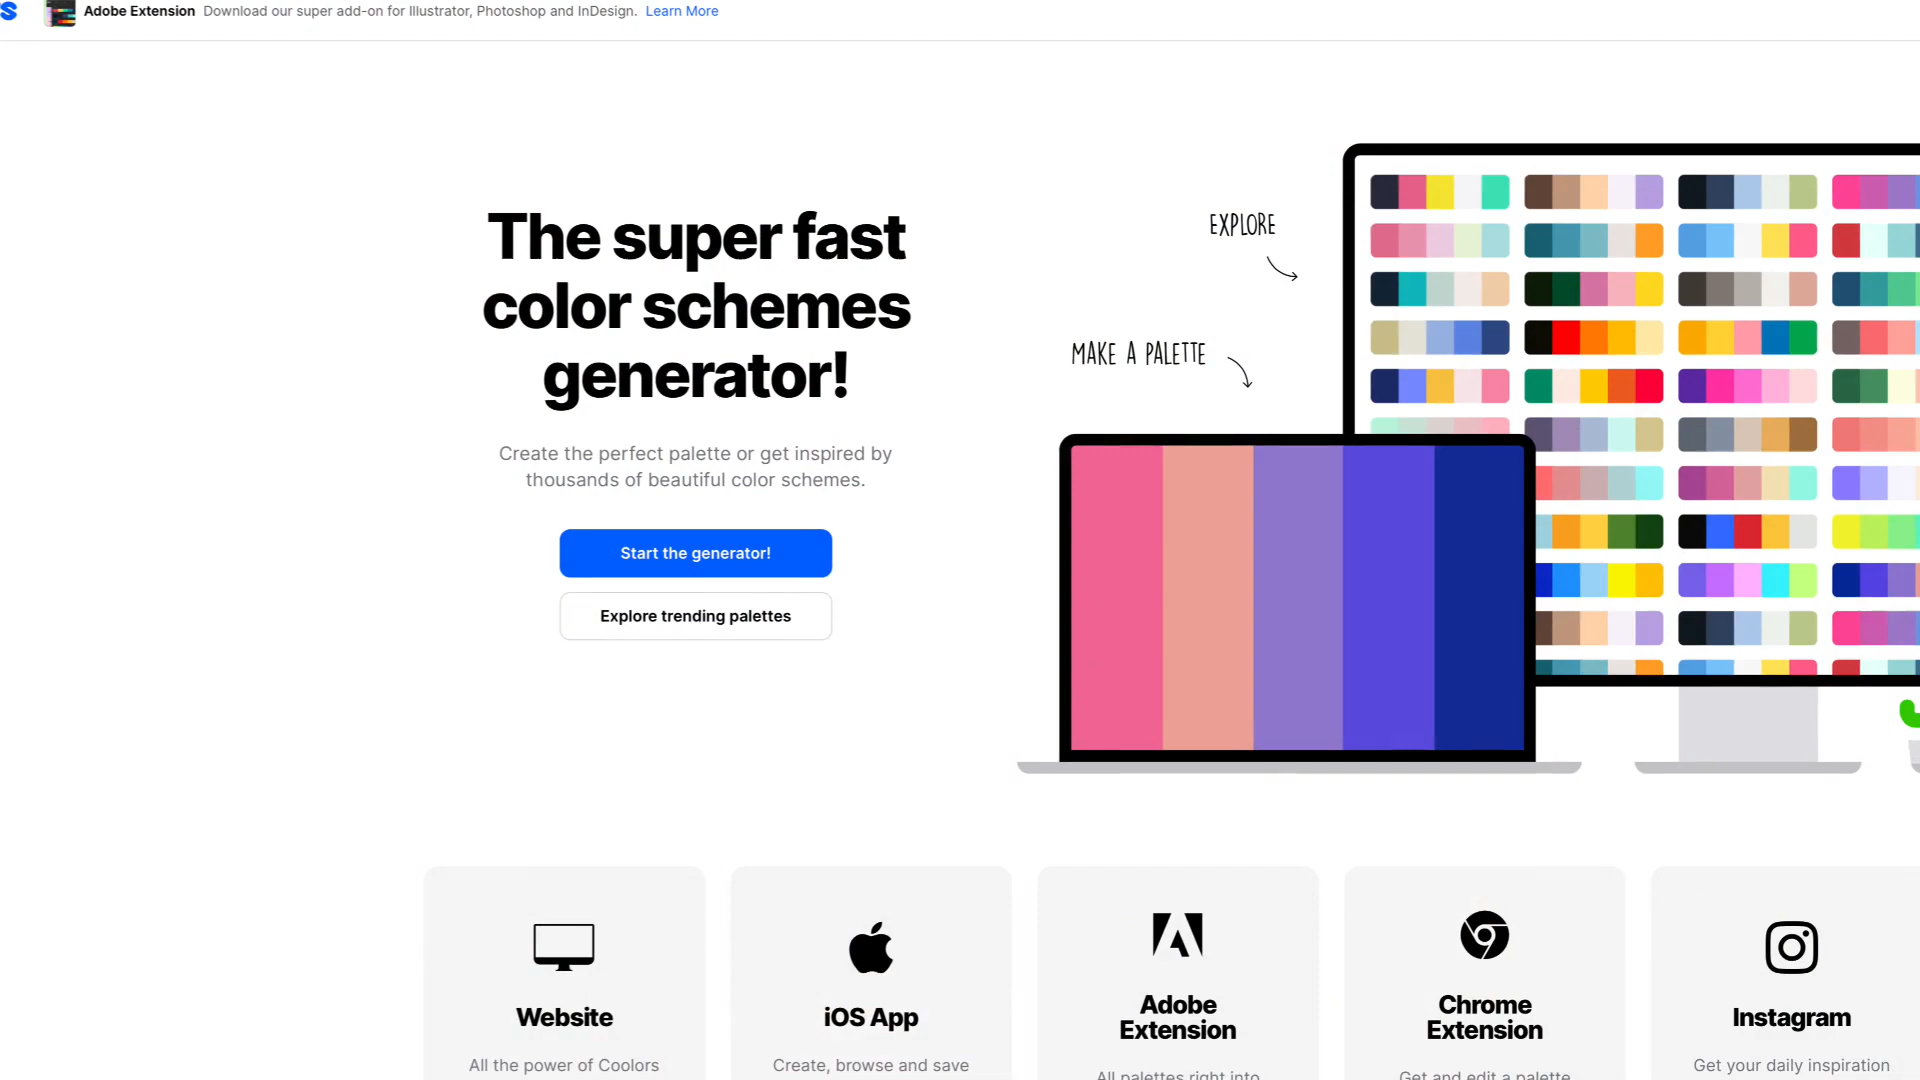 Adobe Extension Download our super add-on for Illustrator, Photoshop and InDesign. Learn More
The super fast
color schemes
generator!
Create the perfect palette or get inspired by
thousands of beautiful color schemes.
Start the generator!
Explore trending palettes
EXPLORE
MAKE A PALETTE
Website
All the power of Coolors
iOS App
Create, browse and save
Adobe
Extension
All palettes right into
Chrome
Extension
Get and edit a palette
Instagram
Get your daily inspiration